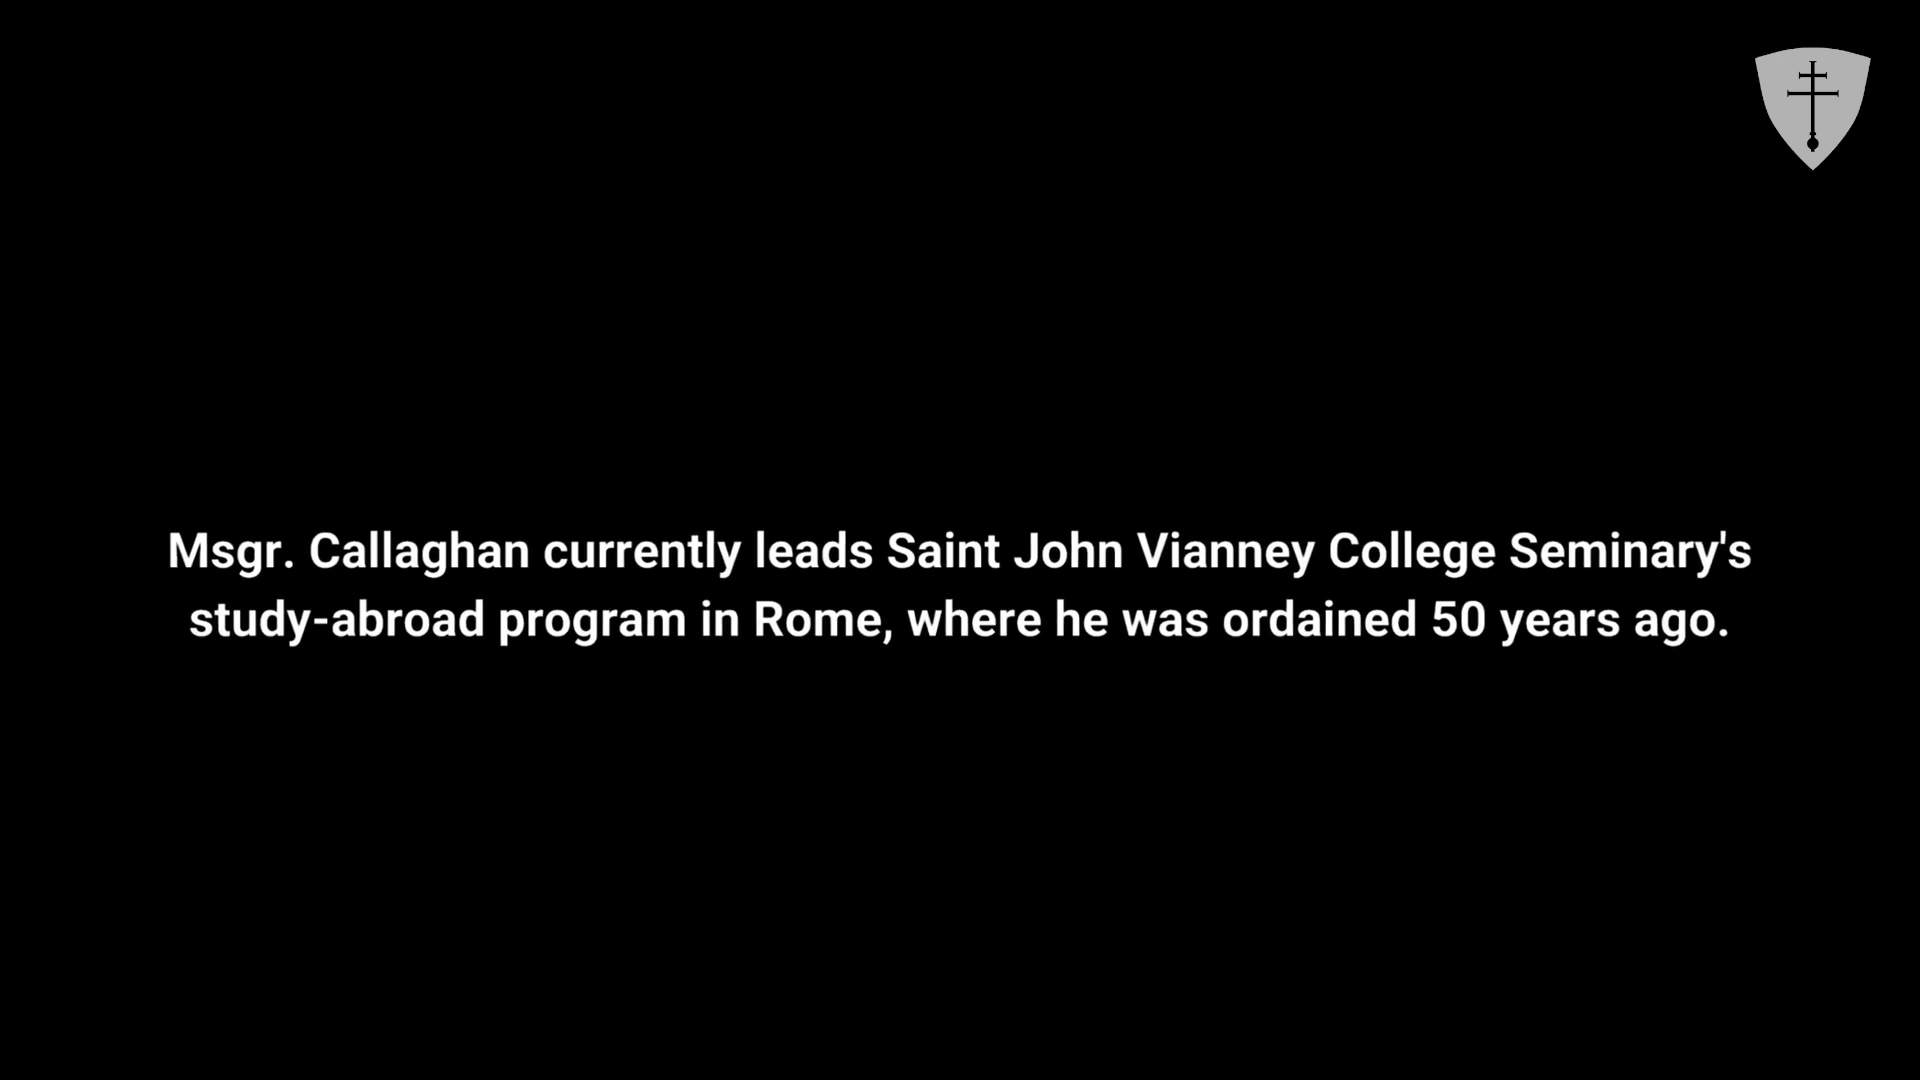 Msgr. Callaghan currently leads Saint John Vianney College Seminary's
study-abroad program in Rome, where he was ordained 50 years ago.